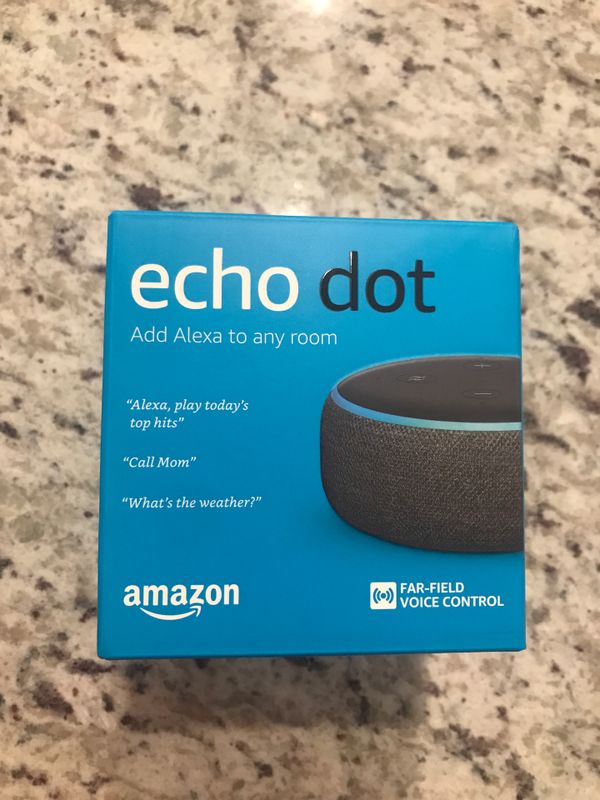 echo dot
Add Alexa to any room
“Alexa, play today’s
top hits”
“Call Mom”
“What’s the weather?”
amazon
FAR-FIELD
VOICE CONTROL